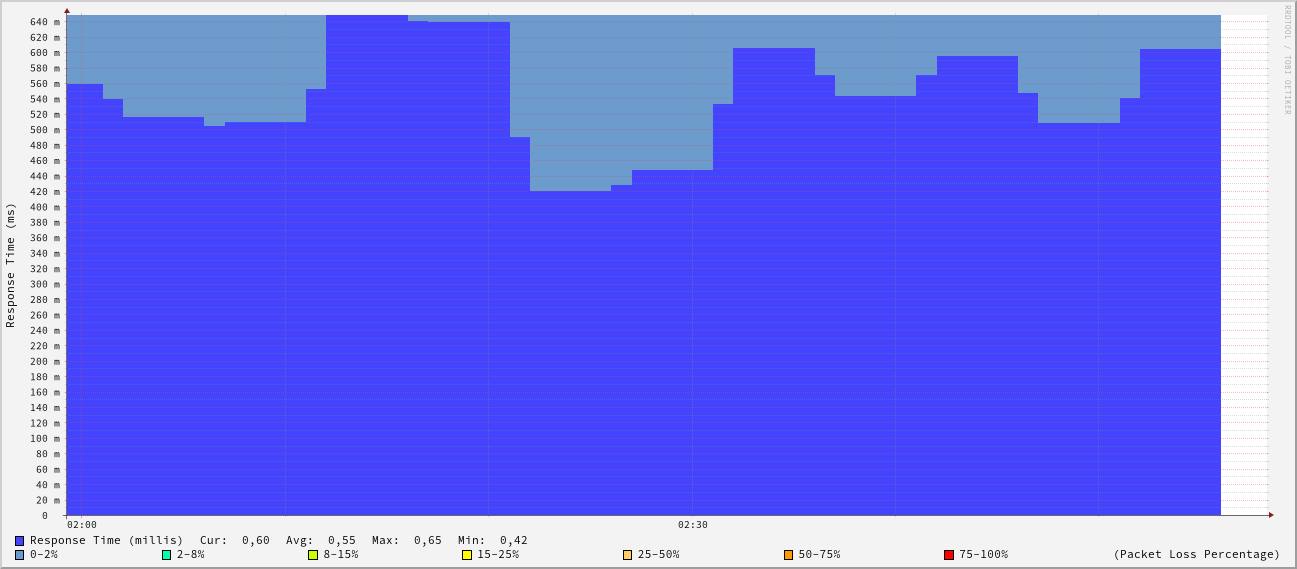 640 m
620 m
600 m
580 m
560 m
540 m
520 m
500 m
480 m
460 m
440 m
420 m
400 m
380 m
360 m
340 m
320 m
300 m
280 m
260 m
240 m
220 m
200 m
180 m
160 m
140 m
120 m
100 m
80 m
60 m
40 m
20 m
0
Response Time (ms)
RRDTOOL / TOBI OETIKER
02:00 02:30
Response Time (millis) Cur: 0,60 Avg: 0,55 Max: 0,65 Min: 0,42
0-2% 2-8% 8-15% 15-25% 25-50% 50-75% 75-100% (Packet Loss Percentage)